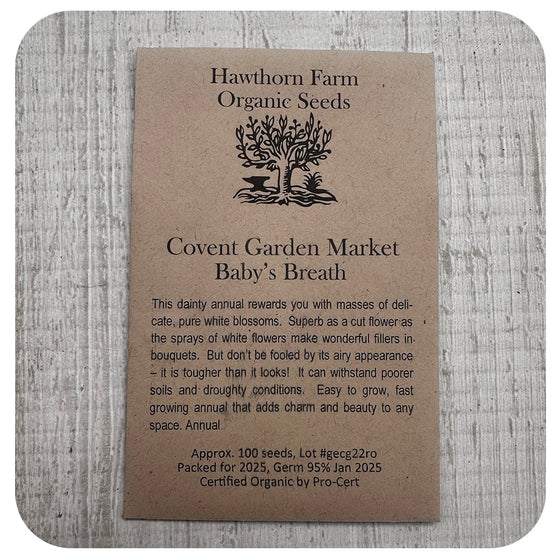 Hawthorn Farm
Organic Seeds
Covent Garden Market
Baby's Breath
This dainty annual rewards you with masses of deli-
cate, pure white blossoms. Superb as a cut flower as
the sprays of white flowers make wonderful fillers in
bouquets. But don't be fooled by its airy appearance
– it is tougher than it looks! It can withstand poorer
soils and droughty conditions. Easy to grow, fast
growing annual that adds charm and beauty to any
space. Annual.
Approx. 100 seeds, Lot #gecg22ro
Packed for 2025, Germ 95% Jan 2025
Certified Organic by Pro-Cert